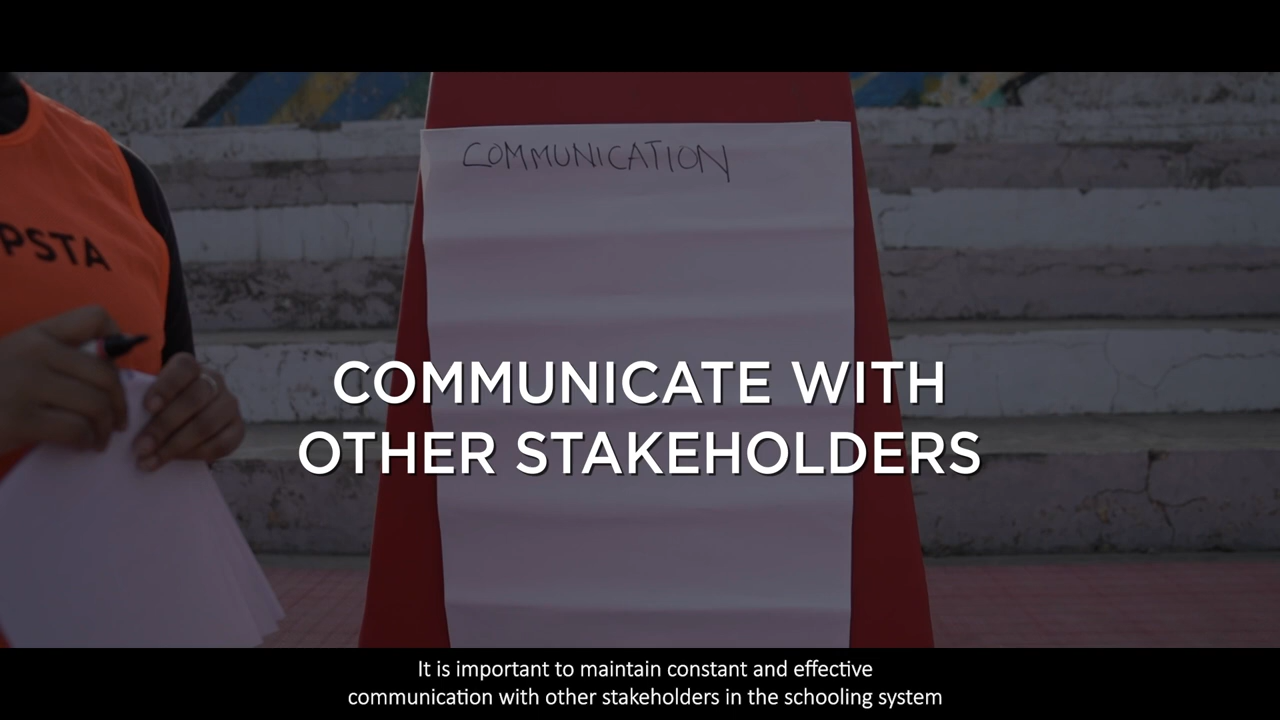 COMMUNICATION
PSTA
COMMUNICATE WITH
OTHER STAKEHOLDERS
It is important to maintain constant and effective
communication with other stakeholders in the schooling system